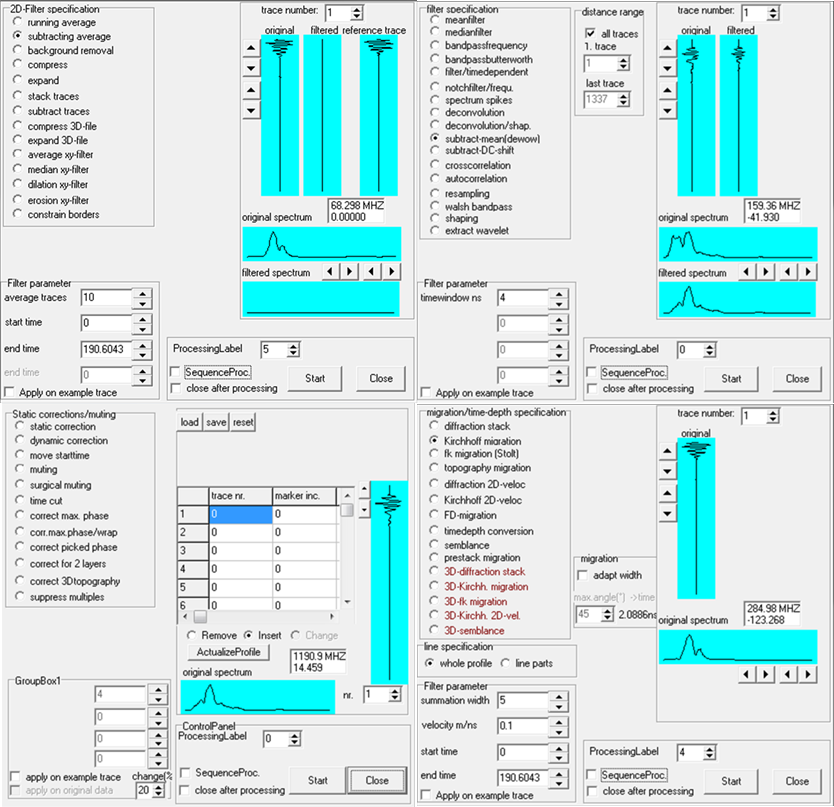 2D-Filter specification
running average
subtracting average
background removal
compress
expand
stack traces
subtract traces
compress 3D-file
expand 3D-file
average xy-filter
median xy-filter
dilation xy-filter
erosion xy-filter
constrain borders
trace number: 1
original filtered reference trace
68.298 MHZ
0.00000
original spectrum
filtered spectrum
Filter parameter
average traces 10
start time 0
end time 190.6043
end time 0
Apply on example trace
ProcessingLabel 5
SequenceProc.
close after processing
Start Close
filter specification
meanfilter
medianfilter
bandpassfrequency
bandpassbutterworth
filter/timedependent
notchfilter/frequ.
spectrum spikes
deconvolution
deconvolution/shap.
subtract-mean(dewow)
subtract-DC-shift
crosscorrelation
autocorrelation
resampling
walsh bandpass
shaping
extract wavelet
distance range
all traces
1. trace
1
last trace
1337
trace number: 1
original filtered
159.36 MHZ
-41.930
original spectrum
filtered spectrum
Filter parameter
timewindow ns 4
0
0
0
Apply on example trace
ProcessingLabel 0
SequenceProc.
close after processing
Start Close
Static corrections/muting
static correction
dynamic correction
move starttime
muting
surgical muting
time cut
correct max. phase
corr.max.phase/wrap
correct picked phase
correct for 2 layers
correct 3Dtopography
suppress multiples
load save reset
trace nr. marker inc.
1 0 0
2 0 0
3 0 0
4 0 0
5 0 0
6 0 0
Remove Insert Change
ActualizeProfile
1190.9 MHZ
14.459
original spectrum
nr. 1
GroupBox1
4
0
0
0
apply on example trace change(%
apply on original data 20
ControlPanel
ProcessingLabel 0
SequenceProc.
close after processing
Start Close
migration/time-depth specification
diffraction stack
Kirchhoff migration
fk migration (Stolt)
topography migration
diffraction 2D-veloc
Kirchhoff 2D-veloc
FD-migration
timedepth conversion
semblance
prestack migration
3D-diffraction stack
3D-Kirchh. migration
3D-fk migration
3D-Kirchh. 2D-vel.
3D-semblance
line specification
whole profile line parts
Filter parameter
summation width 5
velocity m/ns 0.1
start time 0
end time 190.6043
Apply on example trace
migration
adapt width
max.angle(°) ->time
45 2.0886ns
trace number: 1
original
284.98 MHZ
-123.268
original spectrum
ProcessingLabel 4
SequenceProc.
close after processing
Start Close